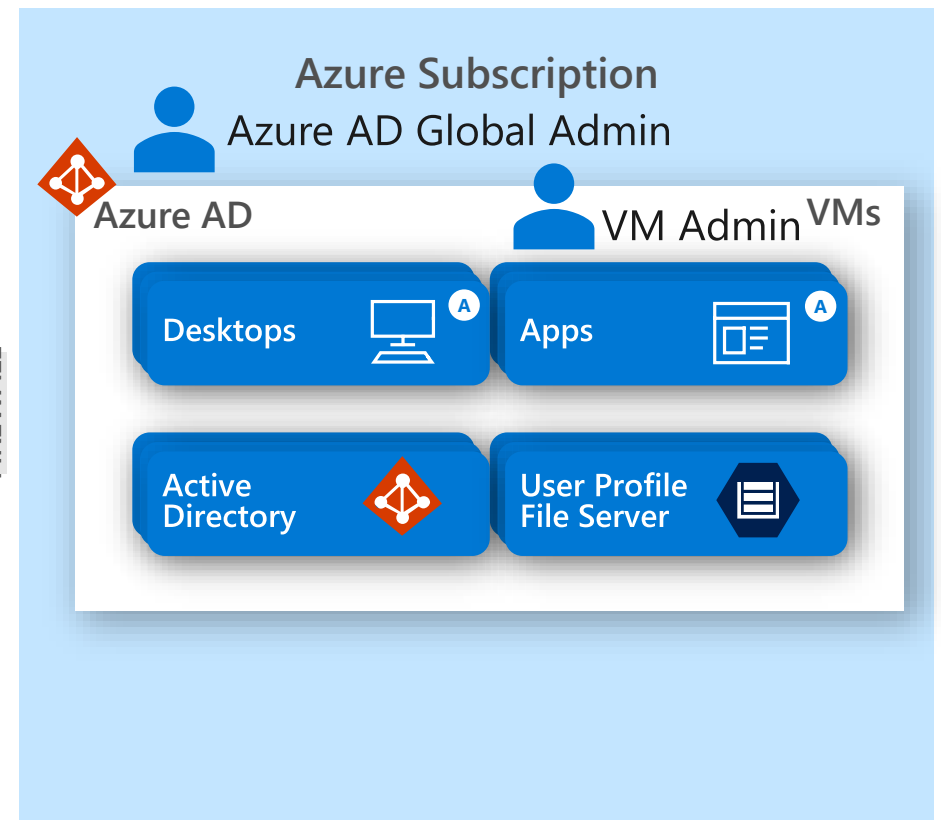 Azure Subscription
Azure AD Global Admin
Azure AD
VM Admin
VMs
Desktops
A
Apps
A
Active
Directory
User Profile
File Server